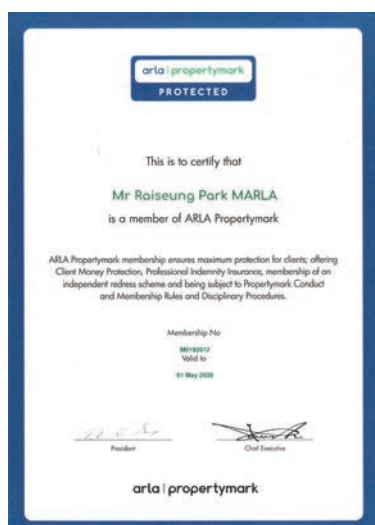 arla | propertymark
PROTECTED
This is to certify that
Mr Raiseung Park MARLA
is a member of ARLA Propertymark
ARLA Propertymark membership ensures maximum protection for clients; offering
Client Money Protection, Professional Indemnity Insurance, membership of an
independent redress scheme and being subject to Propertymark Conduct
and Membership Rules and Disciplinary Procedures.
Membership No
M0192012
Valid to
01 May 2020
President
Chief Executive
arla | propertymark